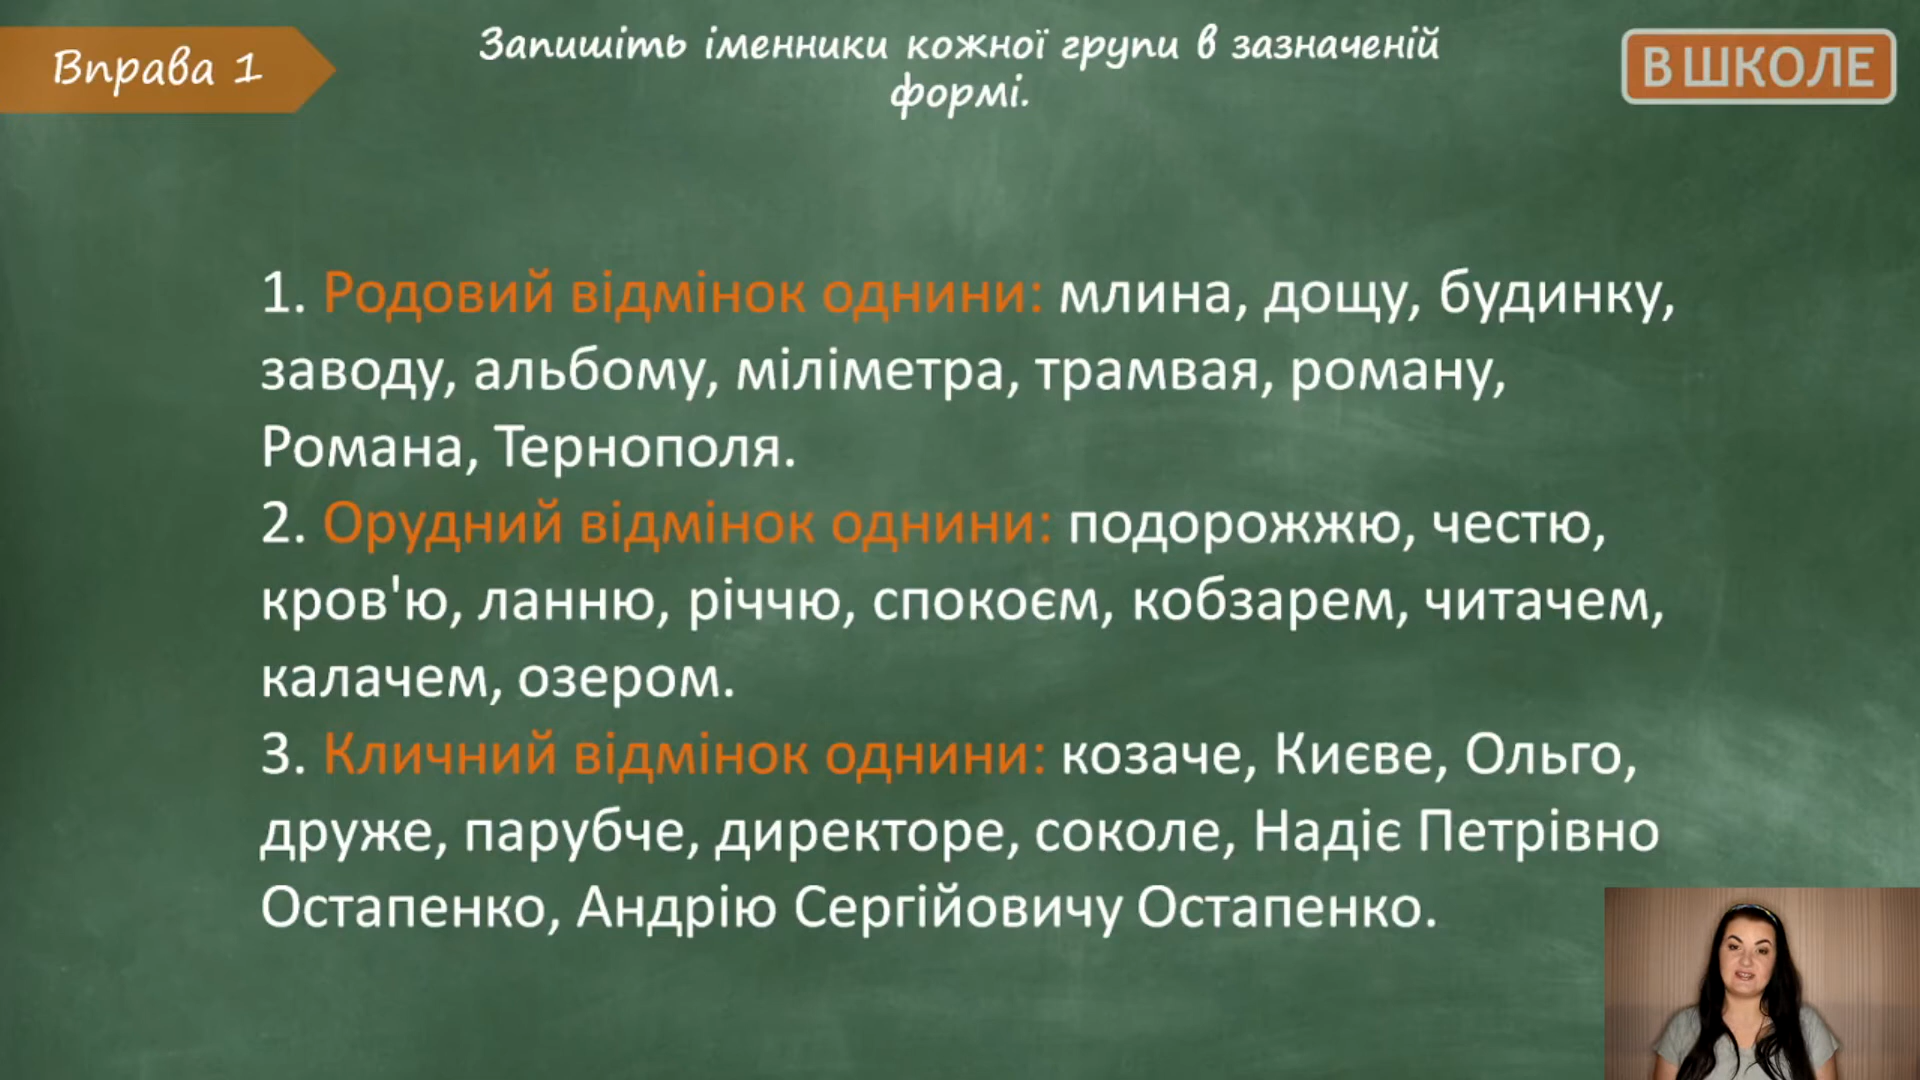 Вправа 1
Запишіть іменники кожної групи в зазначеній
формі.
В ШКОЛЕ
1. Родовий відмінок однини: млина, дощу, будинку,
заводу, альбому, міліметра, трамвая, роману,
Романа, Тернополя.
2. Орудний відмінок однини: подорожжю, честю,
кров'ю, ланню, річчю, спокоєм, кобзарем, читачем,
калачем, озером.
3. Кличний відмінок однини: козаче, Києве, Ольго,
друже, парубче, директоре, соколе, Надіє Петрівно
Остапенко, Андрію Сергійовичу Остапенко.